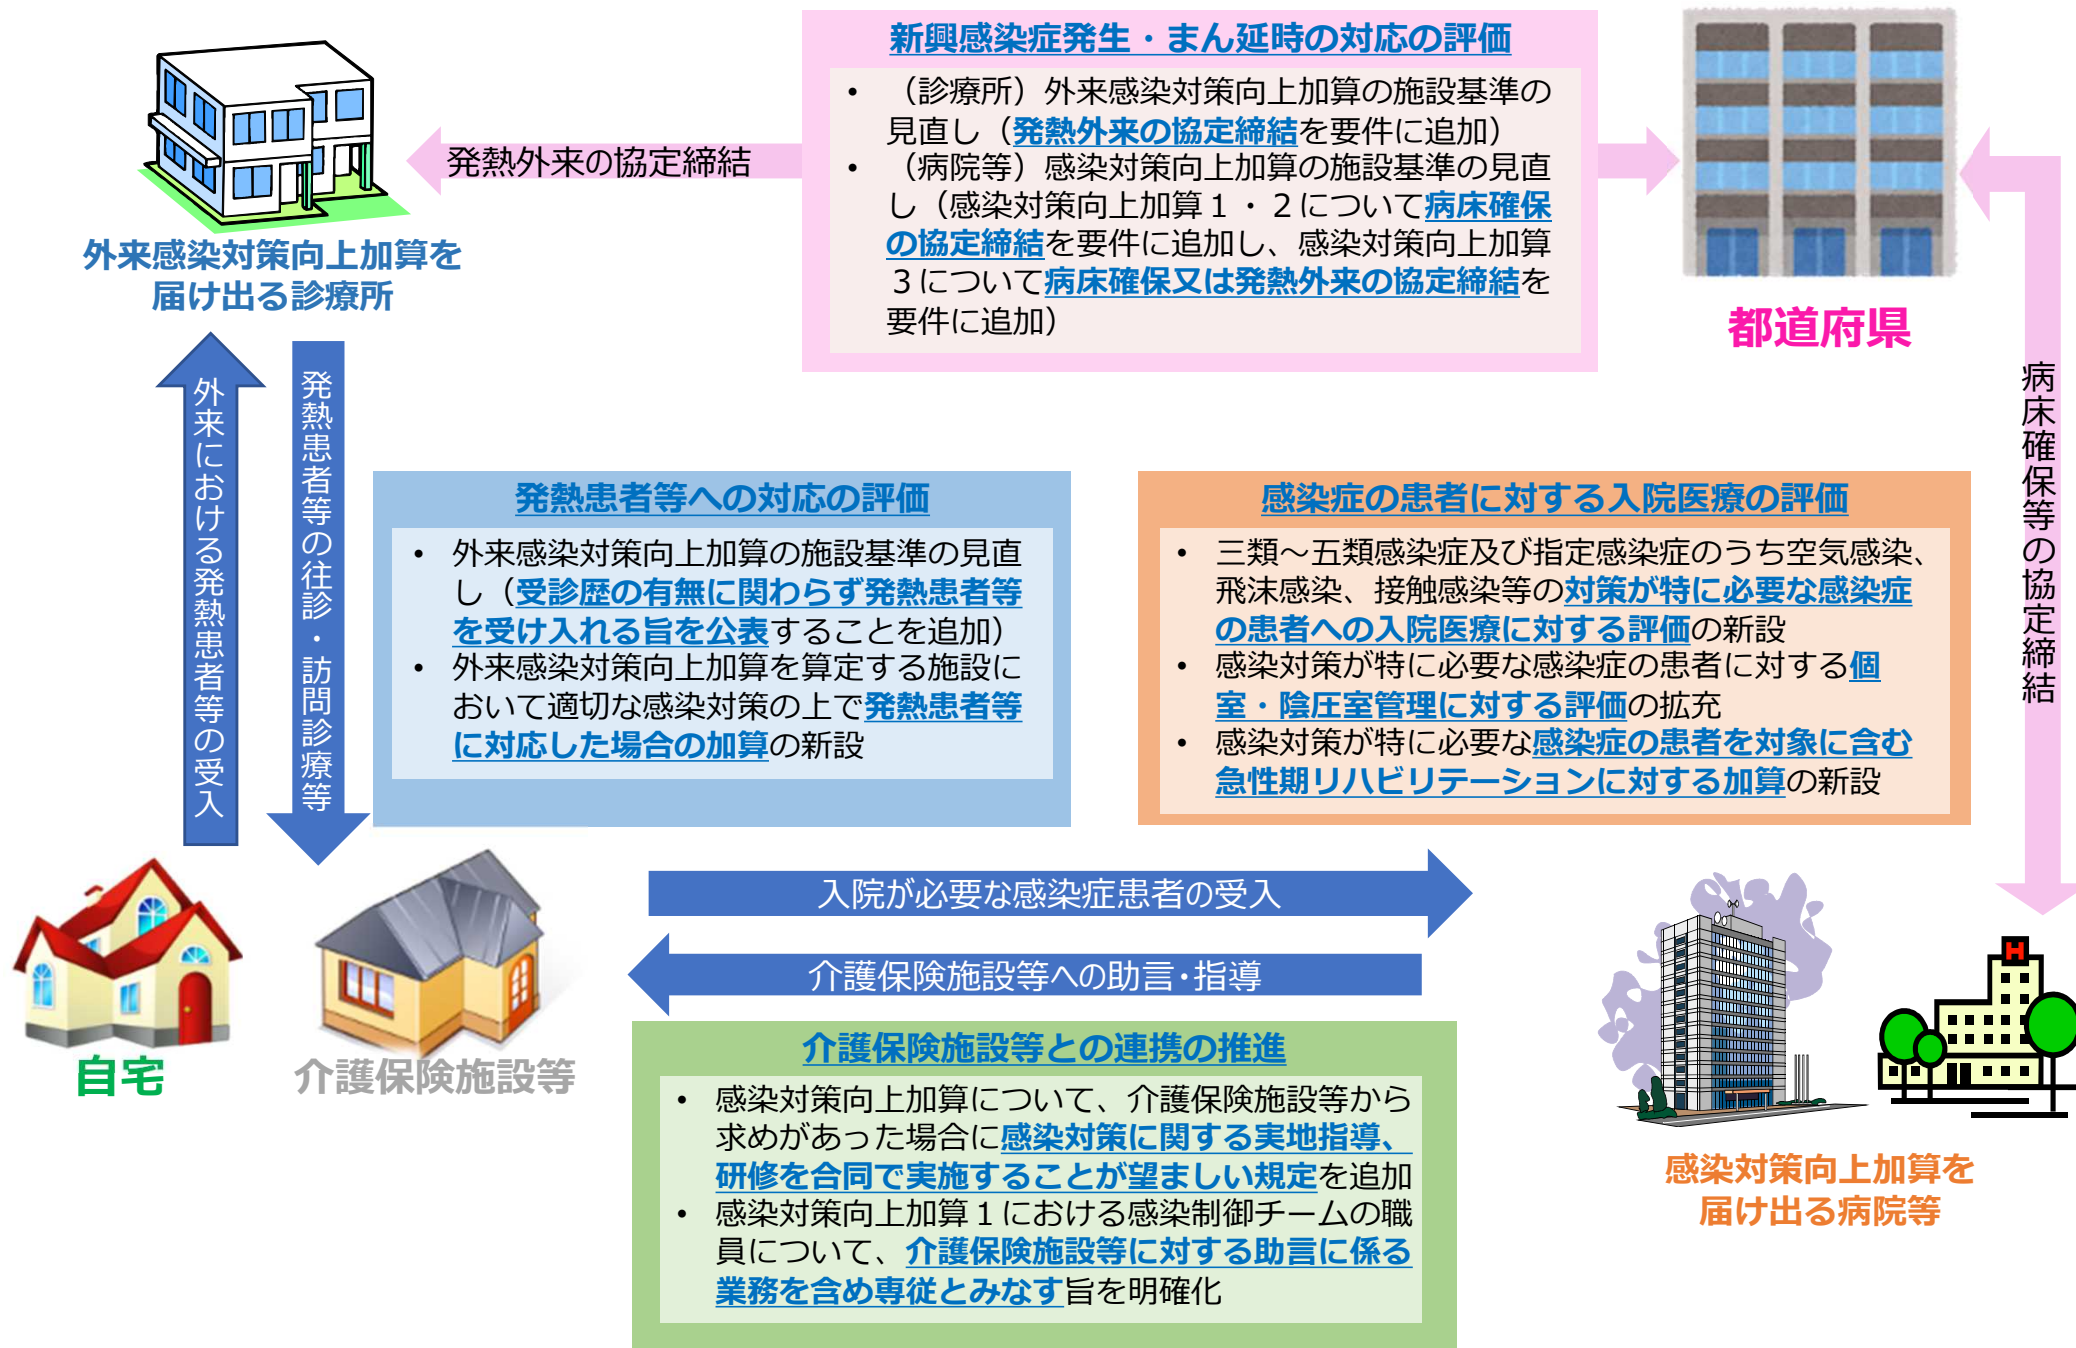 新興感染症発生・まん延時の対応の評価
• （診療所）外来感染対策向上加算の施設基準の
見直し（発熱外来の協定締結を要件に追加）
• （病院等）感染対策向上加算の施設基準の見直
し（感染対策向上加算１・２について病床確保
の協定締結を要件に追加し、感染対策向上加算
３について病床確保又は発熱外来の協定締結を
要件に追加）
発熱外来の協定締結
外来感染対策向上加算を
届け出る診療所
都道府県
病床確保等の協定締結
外来における発熱患者等の受入
発熱患者等の往診・訪問診療等
発熱患者等への対応の評価
• 外来感染対策向上加算の施設基準の見直
し（受診歴の有無に関わらず発熱患者等
を受け入れる旨を公表することを追加）
• 外来感染対策向上加算を算定する施設に
おいて適切な感染対策の上で発熱患者等
に対応した場合の加算の新設
感染症の患者に対する入院医療の評価
• 三類～五類感染症及び指定感染症のうち空気感染、
飛沫感染、接触感染等の対策が特に必要な感染症
の患者への入院医療に対する評価の新設
• 感染対策が特に必要な感染症の患者に対する個
室・陰圧室管理に対する評価の拡充
• 感染対策が特に必要な感染症の患者を対象に含む
急性期リハビリテーションに対する加算の新設
入院が必要な感染症患者の受入
介護保険施設等への助言・指導
自宅
介護保険施設等
介護保険施設等との連携の推進
• 感染対策向上加算について、介護保険施設等から
求めがあった場合に感染対策に関する実地指導、
研修を合同で実施することが望ましい規定を追加
• 感染対策向上加算１における感染制御チームの職
員について、介護保険施設等に対する助言に係る
業務を含め専従とみなす旨を明確化
H
感染対策向上加算を
届け出る病院等